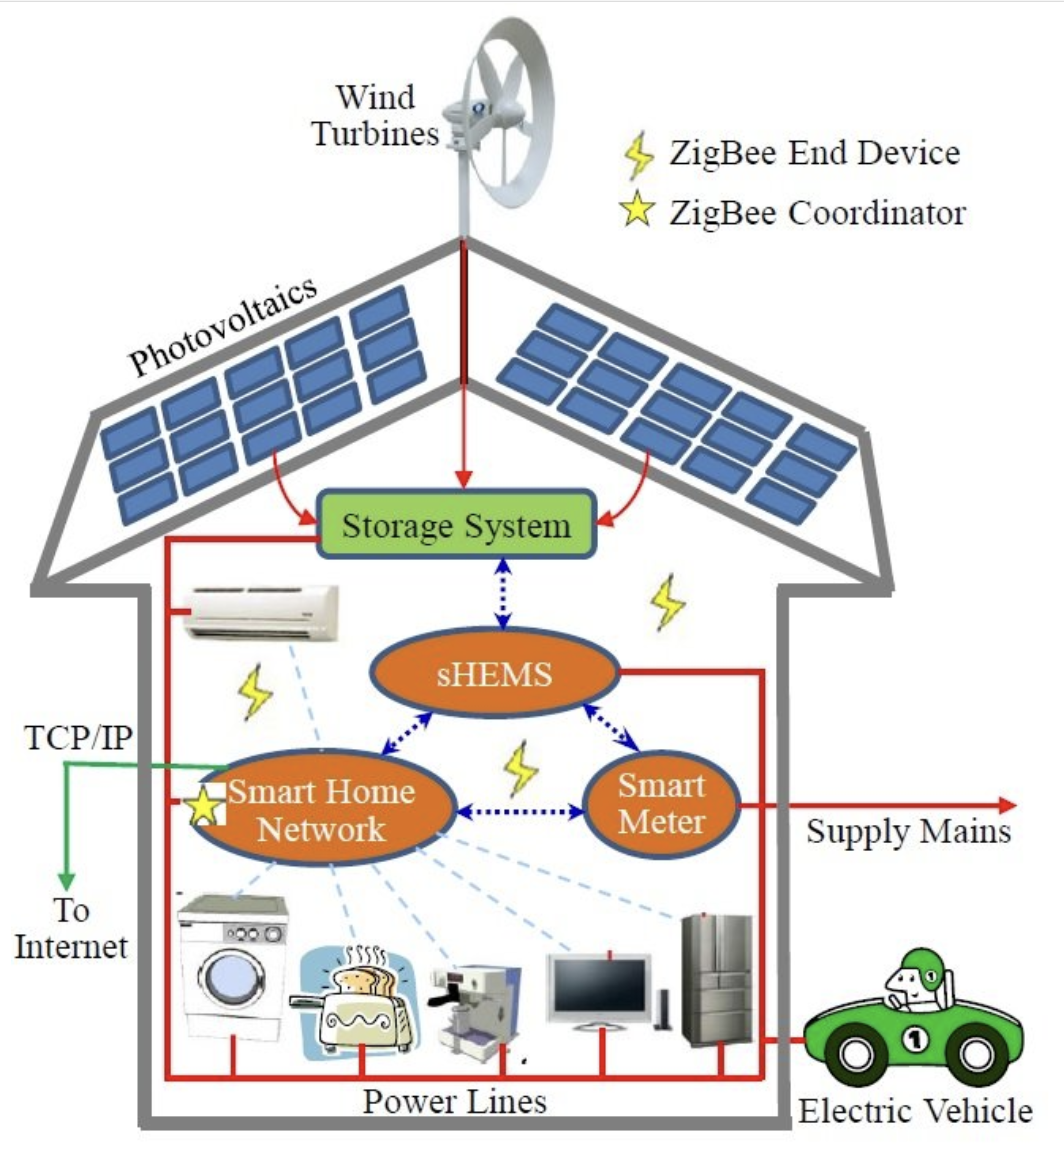 Wind
Turbines
ZigBee End Device
ZigBee Coordinator
Photovoltaics
Storage System
sHEMS
TCP/IP
Smart Home
Network
Smart
Meter
Supply Mains
To
Internet
1
1
Power Lines
Electric Vehicle